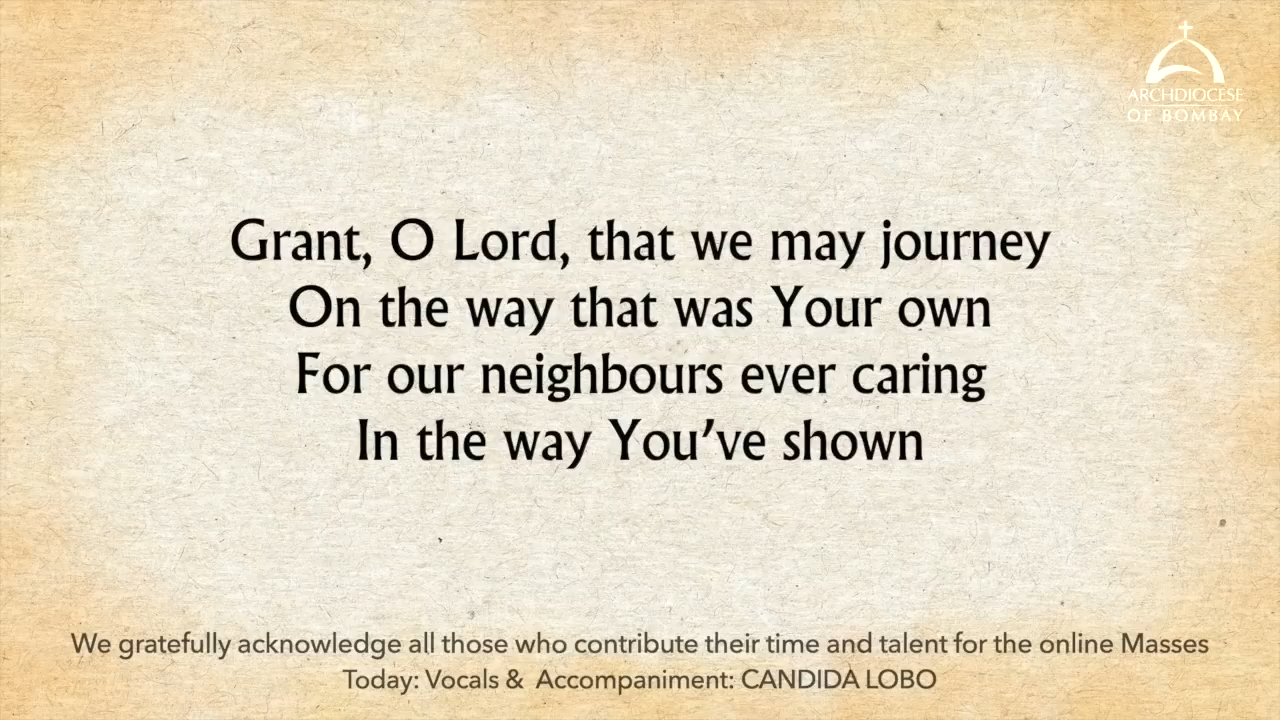 ARCHDIOCESE
OF BOMBAY
Grant, O Lord, that we may journey
On the way that was Your own
For our neighbours ever caring
In the way You’ve shown
We gratefully acknowledge all those who contribute their time and talent for the online Masses
Today: Vocals & Accompaniment: CANDIDA LOBO